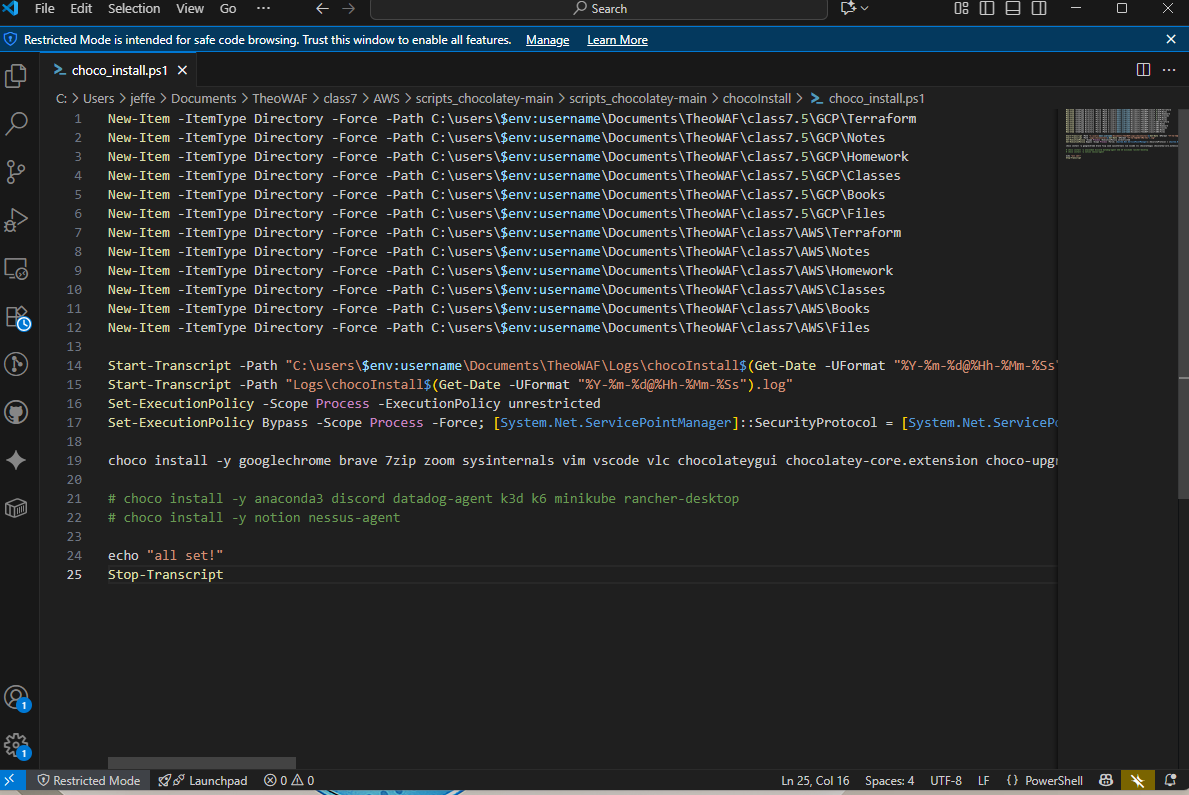 File Edit Selection View Go ··· Search
Restricted Mode is intended for safe code browsing. Trust this window to enable all features. Manage Learn More
choco_install.ps1
C: > Users > jeffe > Documents > TheoWAF > class7 > AWS > scripts_chocolatey-main > scripts_chocolatey-main > chocoInstall > choco_install.ps1
1 New-Item -ItemType Directory -Force -Path C:\users\$env:username\Documents\TheoWAF\class7.5\GCP\Terraform
2 New-Item -ItemType Directory -Force -Path C:\users\$env:username\Documents\TheoWAF\class7.5\GCP\Notes
3 New-Item -ItemType Directory -Force -Path C:\users\$env:username\Documents\TheoWAF\class7.5\GCP\Homework
4 New-Item -ItemType Directory -Force -Path C:\users\$env:username\Documents\TheoWAF\class7.5\GCP\Classes
5 New-Item -ItemType Directory -Force -Path C:\users\$env:username\Documents\TheoWAF\class7.5\GCP\Books
6 New-Item -ItemType Directory -Force -Path C:\users\$env:username\Documents\TheoWAF\class7.5\GCP\Files
7 New-Item -ItemType Directory -Force -Path C:\users\$env:username\Documents\TheoWAF\class7\AWS\Terraform
8 New-Item -ItemType Directory -Force -Path C:\users\$env:username\Documents\TheoWAF\class7\AWS\Notes
9 New-Item -ItemType Directory -Force -Path C:\users\$env:username\Documents\TheoWAF\class7\AWS\Homework
10 New-Item -ItemType Directory -Force -Path C:\users\$env:username\Documents\TheoWAF\class7\AWS\Classes
11 New-Item -ItemType Directory -Force -Path C:\users\$env:username\Documents\TheoWAF\class7\AWS\Books
12 New-Item -ItemType Directory -Force -Path C:\users\$env:username\Documents\TheoWAF\class7\AWS\Files
13
14 Start-Transcript -Path "C:\users\$env:username\Documents\TheoWAF\Logs\chocoInstall$(Get-Date -UFormat "%Y-%m-%d@%Hh-%Mm-%Ss"
15 Start-Transcript -Path "Logs\chocoInstall$(Get-Date -UFormat "%Y-%m-%d@%Hh-%Mm-%Ss").log"
16 Set-ExecutionPolicy -Scope Process -ExecutionPolicy unrestricted
17 Set-ExecutionPolicy Bypass -Scope Process -Force; [System.Net.ServicePointManager]::SecurityProtocol = [System.Net.ServicePo
18
19 choco install -y googlechrome brave 7zip zoom sysinternals vim vscode vlc chocolateygui chocolatey-core.extension choco-upgr
20
21 # choco install -y anaconda3 discord datadog-agent k3d k6 minikube rancher-desktop
22 # choco install -y notion nessus-agent
23
24 echo "all set!"
25 Stop-Transcript
1
1
Restricted Mode Launchpad 0 0 Ln 25, Col 16 Spaces: 4 UTF-8 LF {} PowerShell